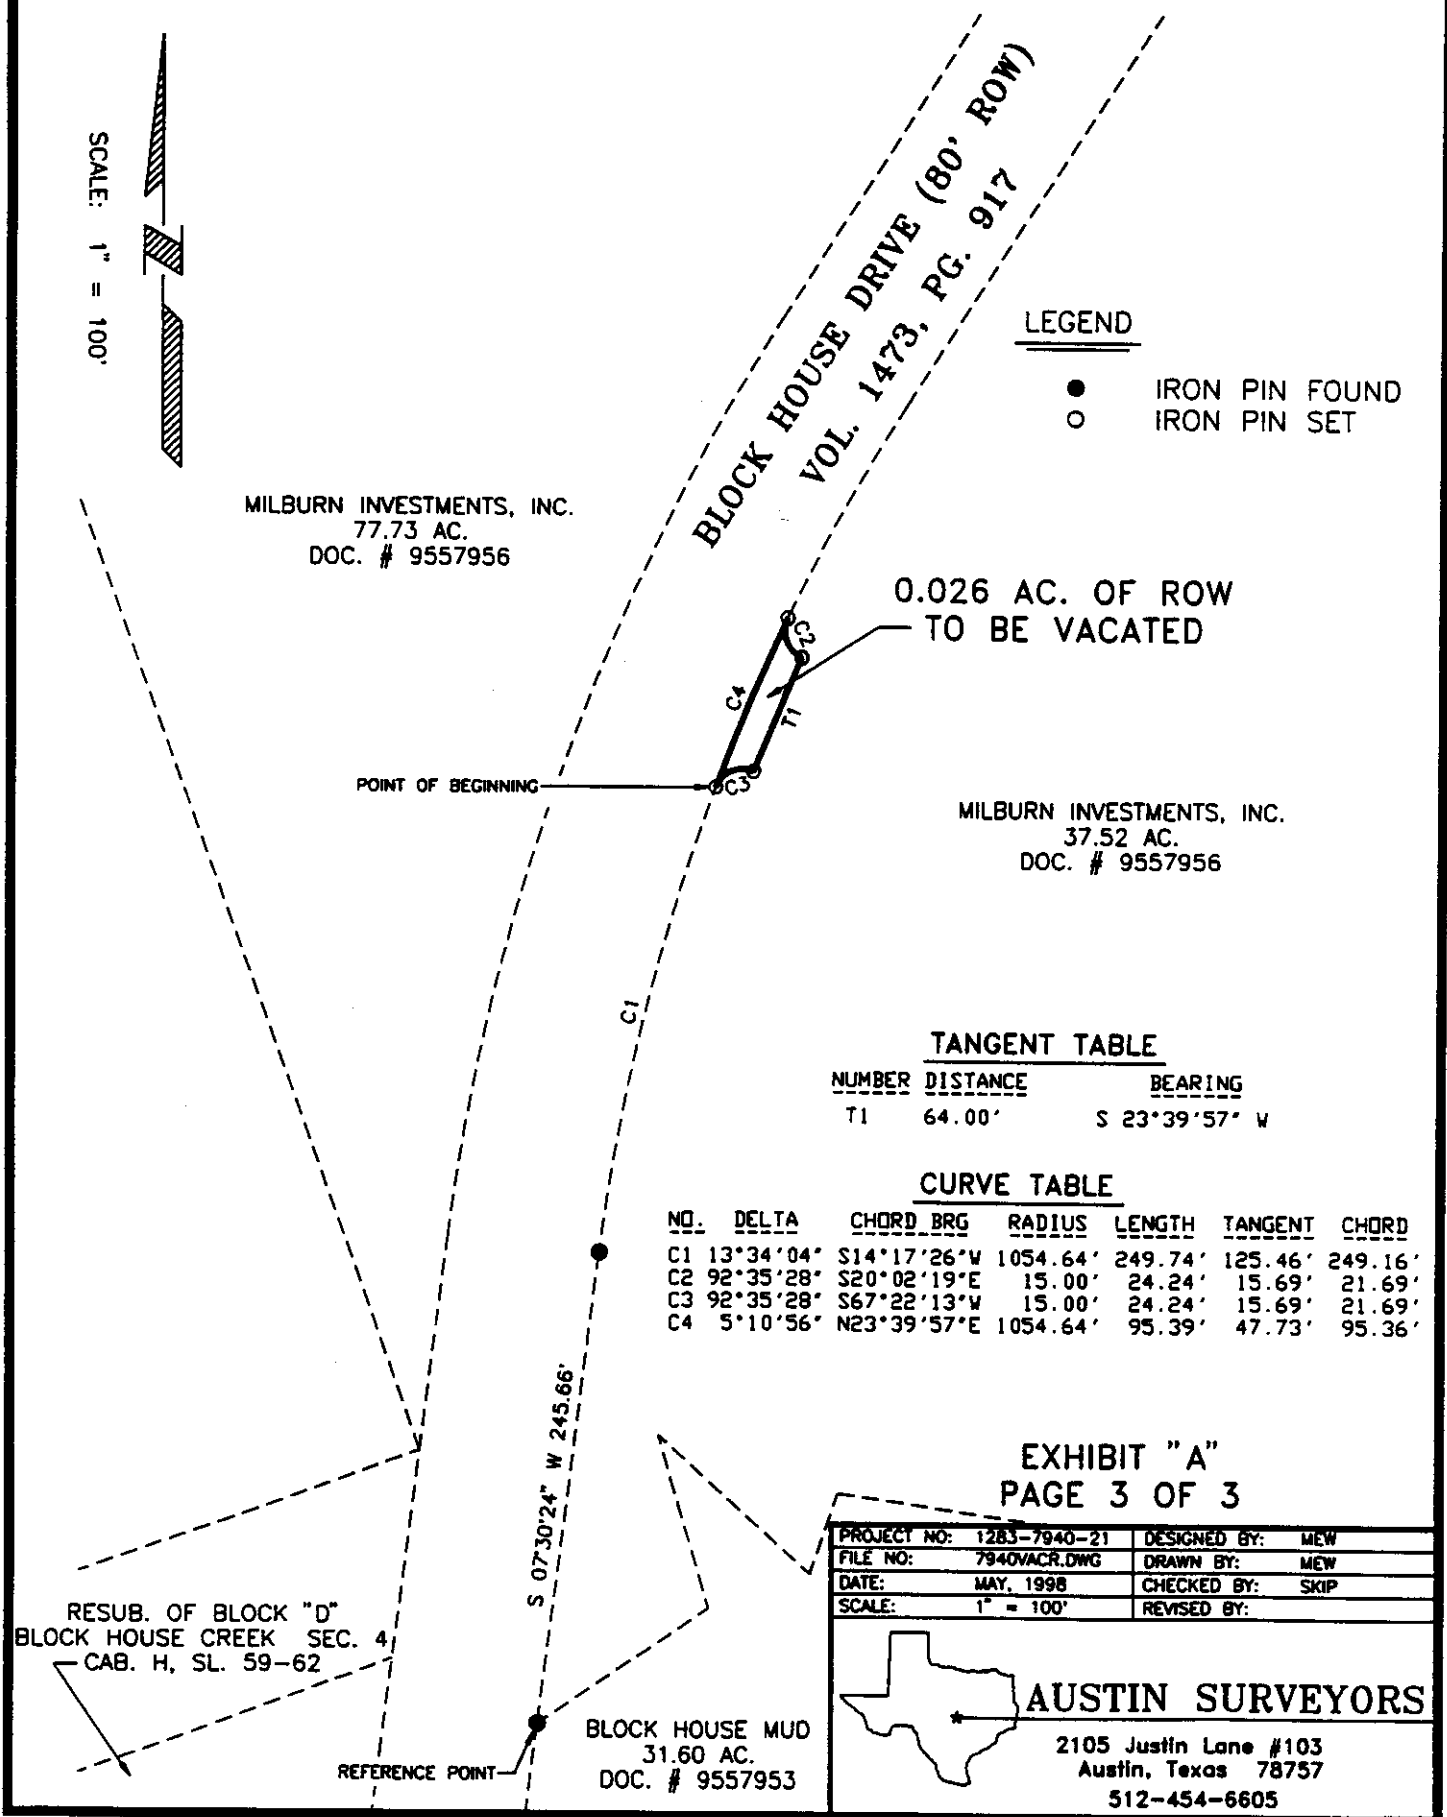 SCALE: 1" = 100'
BLOCK HOUSE DRIVE (80' ROW)
VOL. 1473, PG. 917
LEGEND
IRON PIN FOUND
IRON PIN SET
MILBURN INVESTMENTS, INC.
77.73 AC.
DOC. # 9557956
0.026 AC. OF ROW
TO BE VACATED
C2
C4
T1
C3
POINT OF BEGINNING
MILBURN INVESTMENTS, INC.
37.52 AC.
DOC. # 9557956
C1
TANGENT TABLE
NUMBER DISTANCE BEARING
T1 64.00' S 23°39'57" W
CURVE TABLE
NO. DELTA CHORD BRG RADIUS LENGTH TANGENT CHORD
C1 13°34'04" S14°17'26"W 1054.64' 249.74' 125.46' 249.16'
C2 92°35'28" S20°02'19"E 15.00' 24.24' 15.69' 21.69'
C3 92°35'28" S67°22'13"W 15.00' 24.24' 15.69' 21.69'
C4 5°10'56" N23°39'57"E 1054.64' 95.39' 47.73' 95.36'
S 07°30'24" W 245.66'
EXHIBIT "A"
PAGE 3 OF 3
PROJECT NO: 1283-7940-21 DESIGNED BY: MEW
FILE NO: 7940VACR.DWG DRAWN BY: MEW
DATE: MAY, 1998 CHECKED BY: SKIP
SCALE: 1" = 100' REVISED BY:
RESUB. OF BLOCK "D"
BLOCK HOUSE CREEK SEC. 4
CAB. H, SL. 59-62
REFERENCE POINT
BLOCK HOUSE MUD
31.60 AC.
DOC. # 9557953
AUSTIN SURVEYORS
2105 Justin Lane #103
Austin, Texas 78757
512-454-6605